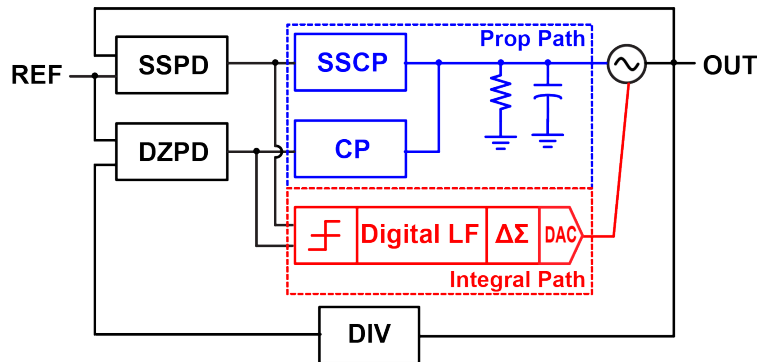 Prop Path
REF
SSPD
SSCP
OUT
DZPD
CP
Digital LF
ΔΣ
DAC
Integral Path
DIV